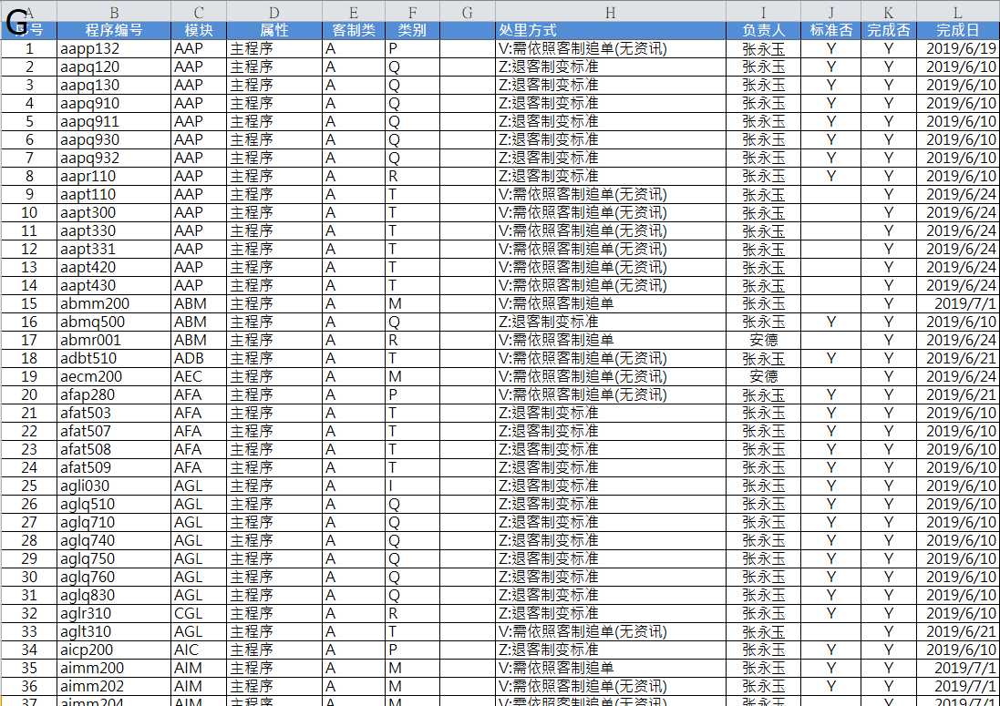 A B C D E F G H I J K L
G
序号 程序编号 模块 属性 客制类 类别 处里方式 负责人 标准否 完成否 完成日
1 aapp132 AAP 主程序 A P V:需依照客制追单(无资讯) 张永玉 Y Y 2019/6/19
2 aapq120 AAP 主程序 A Q Z:退客制变标准 张永玉 Y Y 2019/6/10
3 aapq130 AAP 主程序 A Q Z:退客制变标准 张永玉 Y Y 2019/6/10
4 aapq910 AAP 主程序 A Q Z:退客制变标准 张永玉 Y Y 2019/6/10
5 aapq911 AAP 主程序 A Q Z:退客制变标准 张永玉 Y Y 2019/6/10
6 aapq930 AAP 主程序 A Q Z:退客制变标准 张永玉 Y Y 2019/6/10
7 aapq932 AAP 主程序 A Q Z:退客制变标准 张永玉 Y Y 2019/6/10
8 aapr110 AAP 主程序 A R Z:退客制变标准 张永玉 Y Y 2019/6/10
9 aapt110 AAP 主程序 A T V:需依照客制追单(无资讯) 张永玉 Y 2019/6/24
10 aapt300 AAP 主程序 A T V:需依照客制追单(无资讯) 张永玉 Y 2019/6/24
11 aapt330 AAP 主程序 A T V:需依照客制追单(无资讯) 张永玉 Y 2019/6/24
12 aapt331 AAP 主程序 A T V:需依照客制追单(无资讯) 张永玉 Y 2019/6/24
13 aapt420 AAP 主程序 A T V:需依照客制追单(无资讯) 张永玉 Y 2019/6/24
14 aapt430 AAP 主程序 A T V:需依照客制追单(无资讯) 张永玉 Y 2019/6/24
15 abmm200 ABM 主程序 A M V:需依照客制追单 张永玉 Y 2019/7/1
16 abmq500 ABM 主程序 A Q Z:退客制变标准 张永玉 Y Y 2019/6/10
17 abmr001 ABM 主程序 A R V:需依照客制追单 安德 Y 2019/6/24
18 adbt510 ADB 主程序 A T V:需依照客制追单(无资讯) 张永玉 Y Y 2019/6/21
19 aecm200 AEC 主程序 A M V:需依照客制追单(无资讯) 安德 Y 2019/6/24
20 afap280 AFA 主程序 A P V:需依照客制追单(无资讯) 张永玉 Y Y 2019/6/21
21 afat503 AFA 主程序 A T Z:退客制变标准 张永玉 Y Y 2019/6/10
22 afat507 AFA 主程序 A T Z:退客制变标准 张永玉 Y Y 2019/6/10
23 afat508 AFA 主程序 A T Z:退客制变标准 张永玉 Y Y 2019/6/10
24 afat509 AFA 主程序 A T Z:退客制变标准 张永玉 Y Y 2019/6/10
25 agli030 AGL 主程序 A I Z:退客制变标准 张永玉 Y Y 2019/6/10
26 aglq510 AGL 主程序 A Q Z:退客制变标准 张永玉 Y Y 2019/6/10
27 aglq710 AGL 主程序 A Q Z:退客制变标准 张永玉 Y Y 2019/6/10
28 aglq740 AGL 主程序 A Q Z:退客制变标准 张永玉 Y Y 2019/6/10
29 aglq750 AGL 主程序 A Q Z:退客制变标准 张永玉 Y Y 2019/6/10
30 aglq760 AGL 主程序 A Q Z:退客制变标准 张永玉 Y Y 2019/6/10
31 aglq830 AGL 主程序 A Q Z:退客制变标准 张永玉 Y Y 2019/6/10
32 aglr310 CGL 主程序 A R Z:退客制变标准 张永玉 Y Y 2019/6/10
33 aglt310 AGL 主程序 A T V:需依照客制追单(无资讯) 张永玉 Y 2019/6/21
34 aicp200 AIC 主程序 A P Z:退客制变标准 张永玉 Y Y 2019/6/10
35 aimm200 AIM 主程序 A M V:需依照客制追单 张永玉 Y Y 2019/7/1
36 aimm202 AIM 主程序 A M V:需依照客制追单(无资讯) 张永玉 Y Y 2019/7/1
37 aimm204 AIM 主程序 A M V:需依照客制追单(无资讯) 张永玉 Y Y 2019/7/1